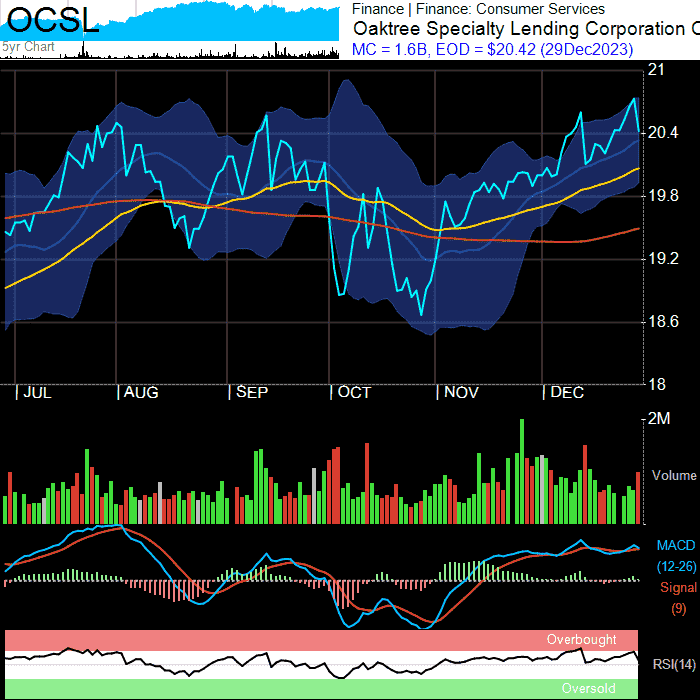 OCSL
5yr Chart
Finance | Finance: Consumer Services
Oaktree Specialty Lending Corporation C
MC = 1.6B, EOD = $20.42 (29Dec2023)
21
20.4
19.8
19.2
18.6
18
JUL AUG SEP OCT NOV DEC
2M
Volume
MACD
(12-26)
Signal
(9)
Overbought
RSI(14)
Oversold